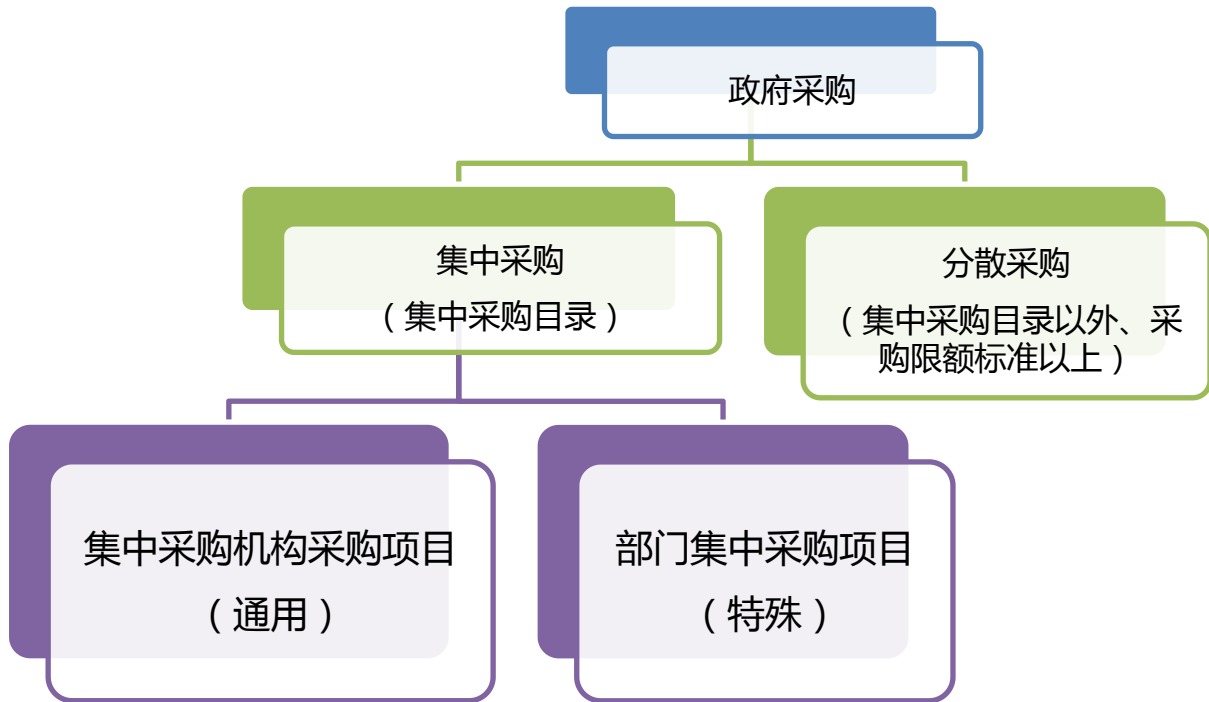 政府采购
集中采购
（集中采购目录）
分散采购
（集中采购目录以外、采
购限额标准以上）
集中采购机构采购项目
（通用）
部门集中采购项目
（特殊）